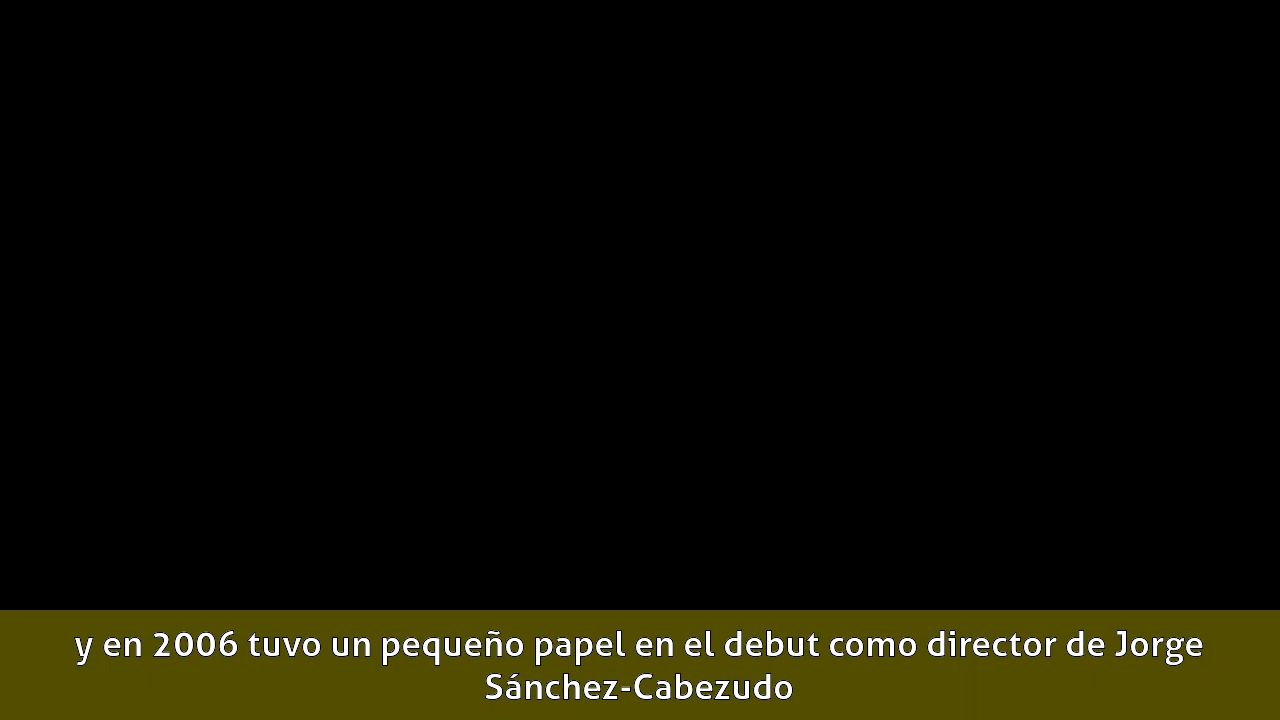 y en 2006 tuvo un pequeño papel en el debut como director de Jorge
Sánchez-Cabezudo